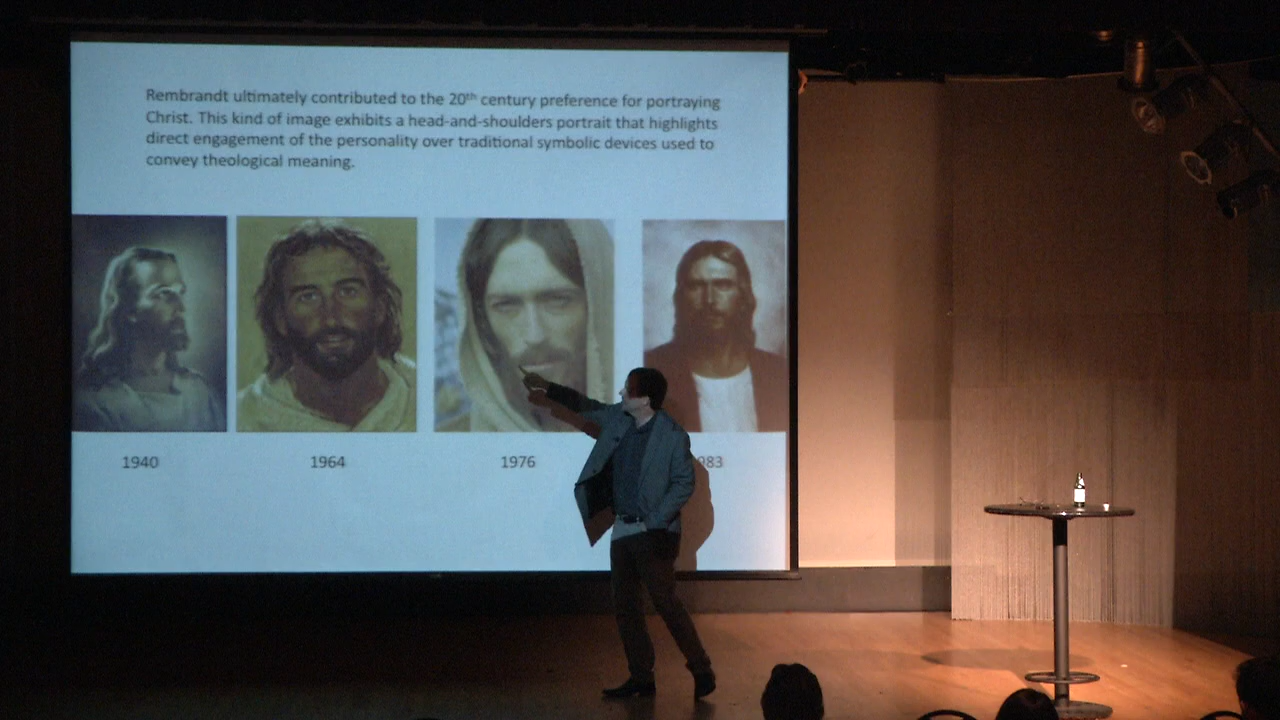 Rembrandt ultimately contributed to the 20th century preference for portraying
Christ. This kind of image exhibits a head-and-shoulders portrait that highlights
direct engagement of the personality over traditional symbolic devices used to
convey theological meaning.
1940 1964 1976 983